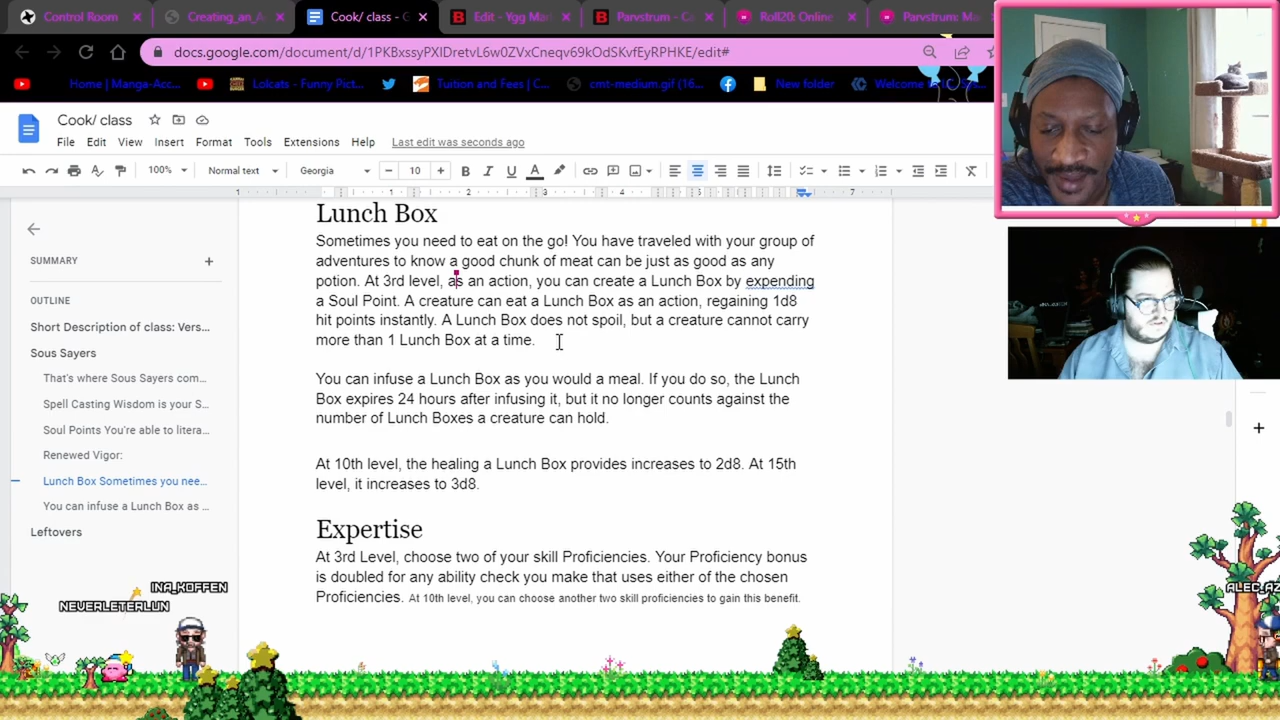 Control Room
Creating_an_A
Cook/ class - G
Edit - Ygg Mar
Parvstrum - Ca
Roll20: Online
Parvstrum: Ma
docs.google.com/document/d/1PKBxssyPXIDretvL6w0ZVxCneqv69kOdSKvfEyRPHKE/edit#
Home | Manga-Acc...
Lolcats - Funny Pict...
Tuition and Fees | C...
cmt-medium.gif (16...
New folder
Cook/ class
File Edit View Insert Format Tools Extensions Help Last edit was seconds ago
100% Normal text Georgia 10
1 1 2 3 4 5 7
SUMMARY
OUTLINE
Short Description of class: Vers...
Sous Sayers
That's where Sous Sayers com...
Spell Casting Wisdom is your S...
Soul Points You're able to litera...
Renewed Vigor:
Lunch Box Sometimes you nee...
You can infuse a Lunch Box as ...
Leftovers
Lunch Box
Sometimes you need to eat on the go! You have traveled with your group of
adventures to know a good chunk of meat can be just as good as any
potion. At 3rd level, as an action, you can create a Lunch Box by expending
a Soul Point. A creature can eat a Lunch Box as an action, regaining 1d8
hit points instantly. A Lunch Box does not spoil, but a creature cannot carry
more than 1 Lunch Box at a time.
You can infuse a Lunch Box as you would a meal. If you do so, the Lunch
Box expires 24 hours after infusing it, but it no longer counts against the
number of Lunch Boxes a creature can hold.
At 10th level, the healing a Lunch Box provides increases to 2d8. At 15th
level, it increases to 3d8.
Expertise
At 3rd Level, choose two of your skill Proficiencies. Your Proficiency bonus
is doubled for any ability check you make that uses either of the chosen
Proficiencies. At 10th level, you can choose another two skill proficiencies to gain this benefit.
INA_KOFFEN
NEVERLETERLUN
ALEC_AZ